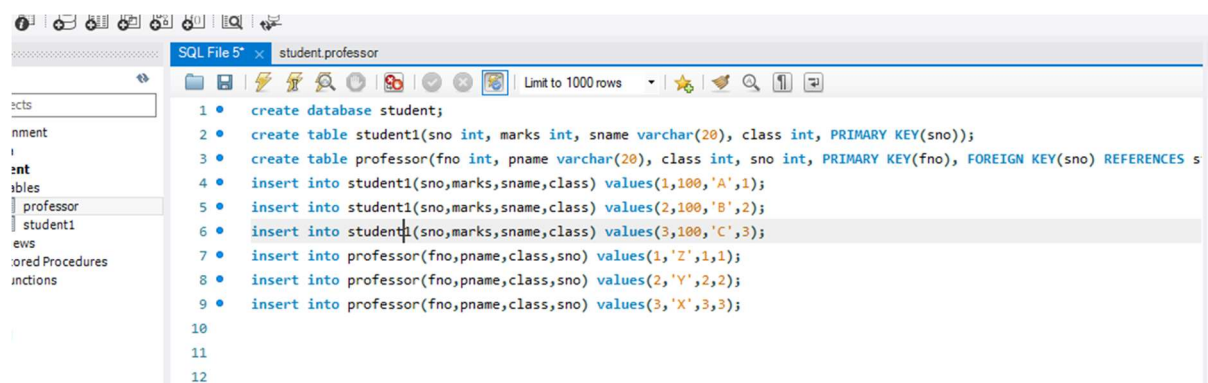 SQL File 5* × student.professor
Limit to 1000 rows
ects
nment
ent
ables
professor
student1
ews
ored Procedures
unctions
1 create database student;
2 create table student1(sno int, marks int, sname varchar(20), class int, PRIMARY KEY(sno));
3 create table professor(fno int, pname varchar(20), class int, sno int, PRIMARY KEY(fno), FOREIGN KEY(sno) REFERENCES s
4 insert into student1(sno,marks,sname,class) values(1,100,'A',1);
5 insert into student1(sno,marks,sname,class) values(2,100,'B',2);
6 insert into student1(sno,marks,sname,class) values(3,100,'C',3);
7 insert into professor(fno,pname,class,sno) values(1,'Z',1,1);
8 insert into professor(fno,pname,class,sno) values(2,'Y',2,2);
9 insert into professor(fno,pname,class,sno) values(3,'X',3,3);
10
11
12